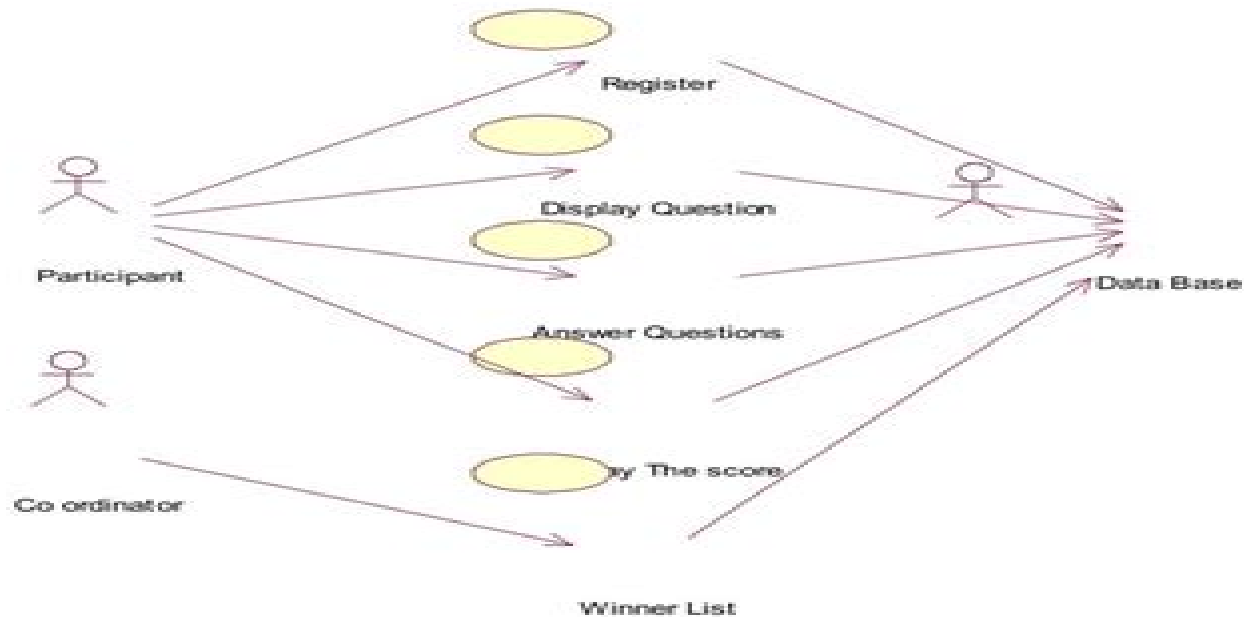 Register
Display Question
Participant
Data Base
Answer Questions
The score
Co ordinator
Winner List